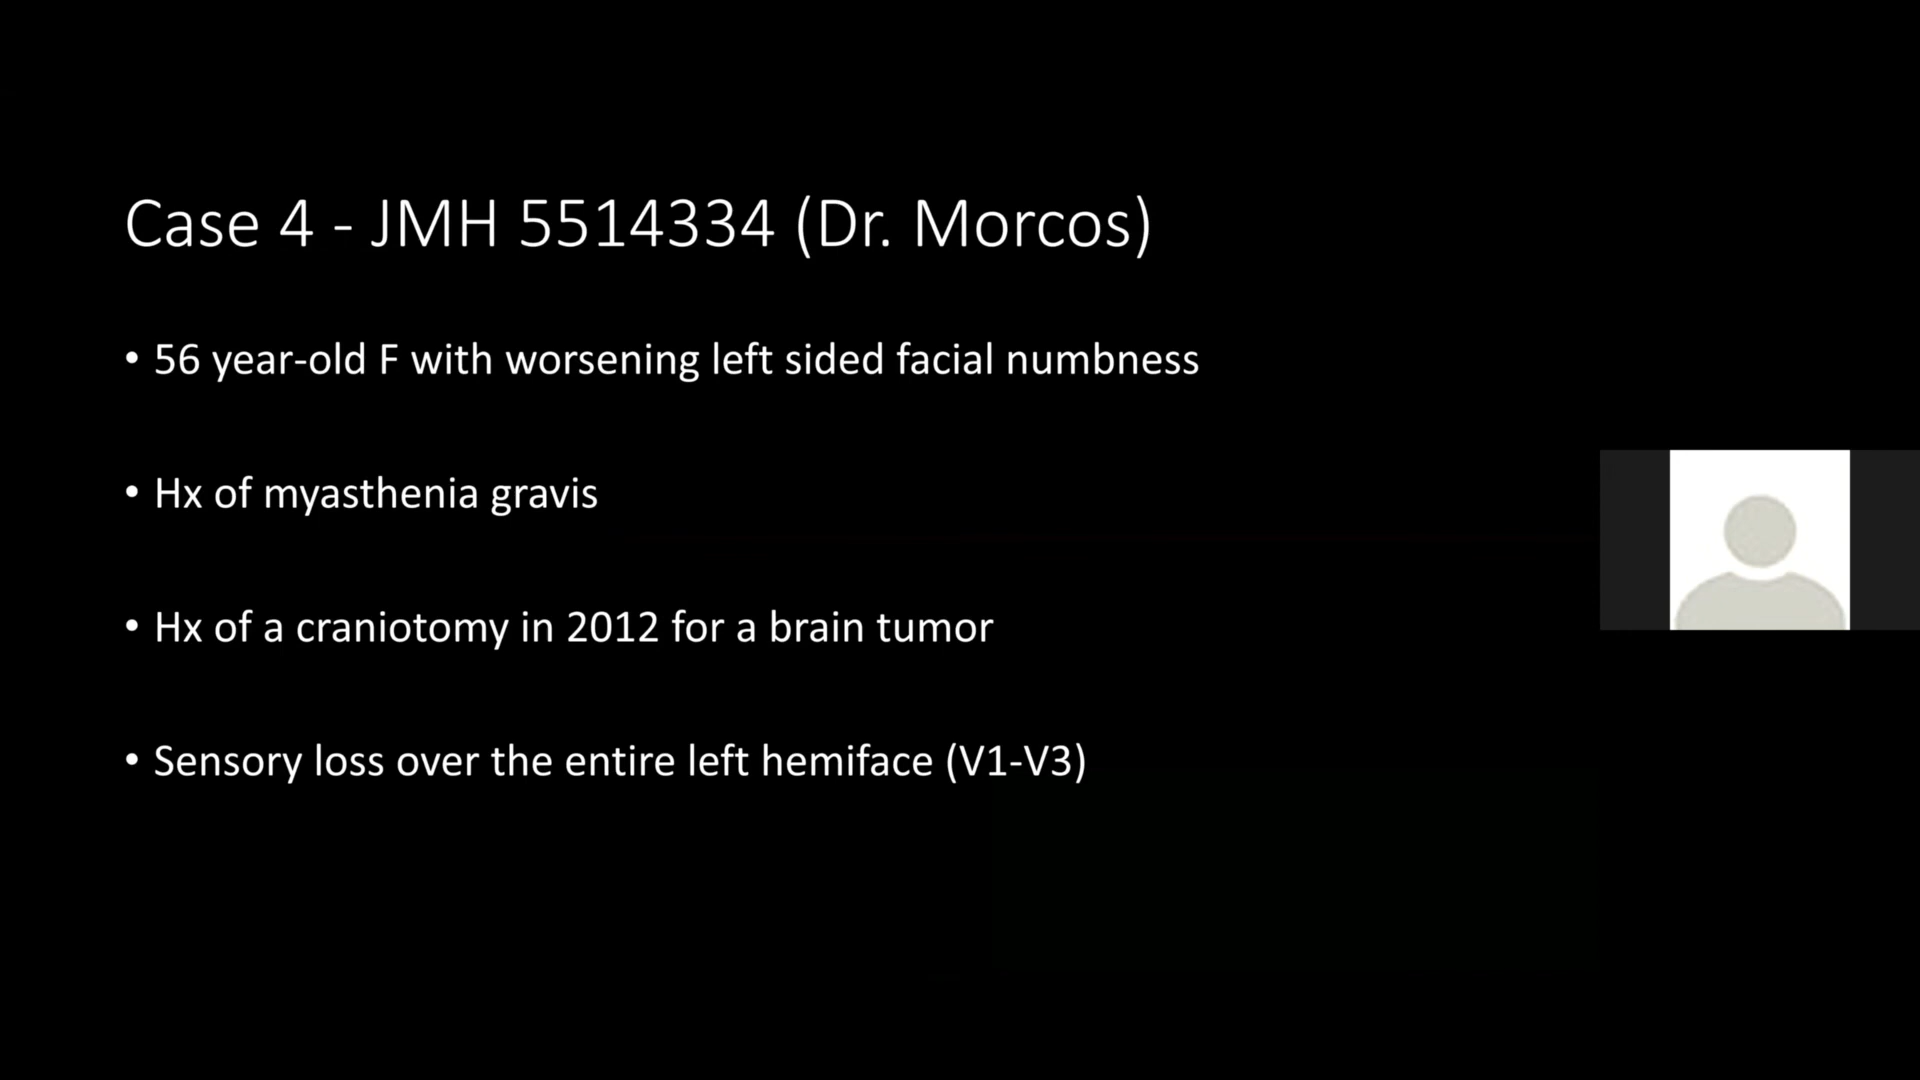 Case 4 - JMH 5514334 (Dr. Morcos)
• 56 year-old F with worsening left sided facial numbness
• Hx of myasthenia gravis
• Hx of a craniotomy in 2012 for a brain tumor
• Sensory loss over the entire left hemiface (V1-V3)